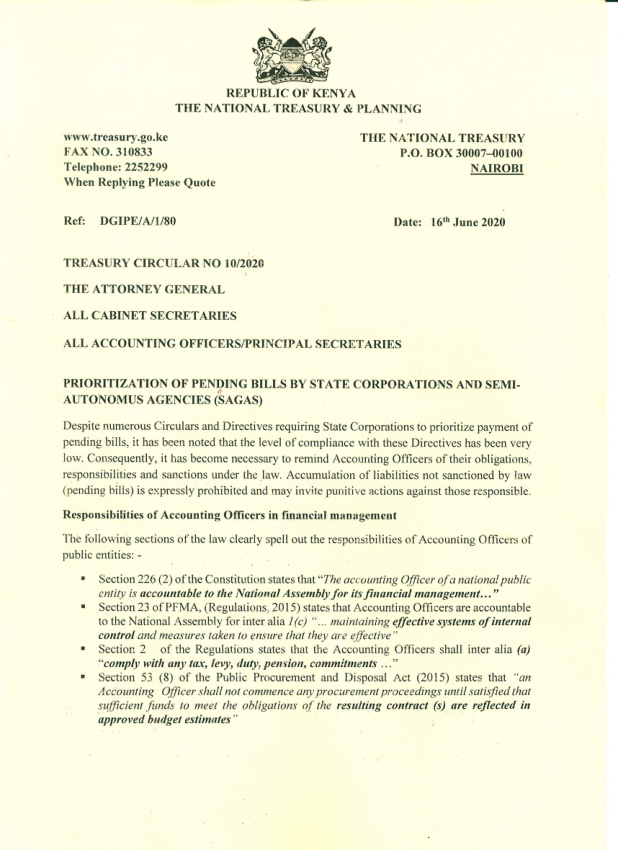 REPUBLIC OF KENYA
THE NATIONAL TREASURY & PLANNING
www.treasury.go.ke
FAX NO. 310833
Telephone: 2252299
When Replying Please Quote
THE NATIONAL TREASURY
P.O. BOX 30007–00100
NAIROBI
Ref: DGIPE/A/1/80
Date: 16th June 2020
TREASURY CIRCULAR NO 10/2020
THE ATTORNEY GENERAL
ALL CABINET SECRETARIES
ALL ACCOUNTING OFFICERS/PRINCIPAL SECRETARIES
PRIORITIZATION OF PENDING BILLS BY STATE CORPORATIONS AND SEMI-
AUTONOMUS AGENCIES (SAGAS)
Despite numerous Circulars and Directives requiring State Corporations to prioritize payment of
pending bills, it has been noted that the level of compliance with these Directives has been very
low. Consequently, it has become necessary to remind Accounting Officers of their obligations,
responsibilities and sanctions under the law. Accumulation of liabilities not sanctioned by law
(pending bills) is expressly prohibited and may invite punitive actions against those responsible.
Responsibilities of Accounting Officers in financial management
The following sections of the law clearly spell out the responsibilities of Accounting Officers of
public entities: -
▪ Section 226 (2) of the Constitution states that “The accounting Officer of a national public
entity is accountable to the National Assembly for its financial management…”
▪ Section 23 of PFMA, (Regulations, 2015) states that Accounting Officers are accountable
to the National Assembly for inter alia 1(c) “… maintaining effective systems of internal
control and measures taken to ensure that they are effective”
▪ Section 2 of the Regulations states that the Accounting Officers shall inter alia (a)
“comply with any tax, levy, duty, pension, commitments …”
▪ Section 53 (8) of the Public Procurement and Disposal Act (2015) states that “an
Accounting Officer shall not commence any procurement proceedings until satisfied that
sufficient funds to meet the obligations of the resulting contract (s) are reflected in
approved budget estimates”